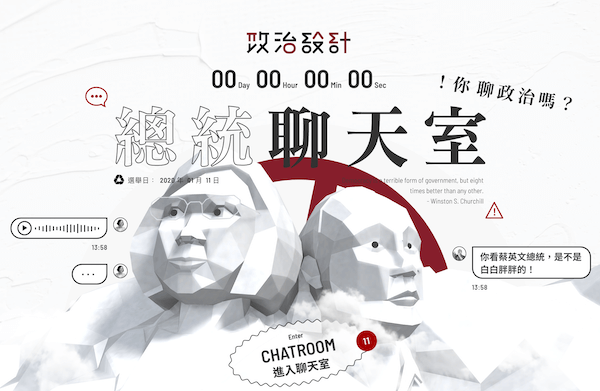 政治設計
00 Day 00 Hour 00 Min 00 Sec
！你 聊政治嗎？
總統聊天室
選舉日： 2020 年 01 月 11 日
terrible form of government, but eight
times better than any other.
- Winston S. Churchill
13:58
...
你看蔡英文總統，是不是
白白胖胖的！
13:58
Enter
CHATROOM
進入聊天室
11